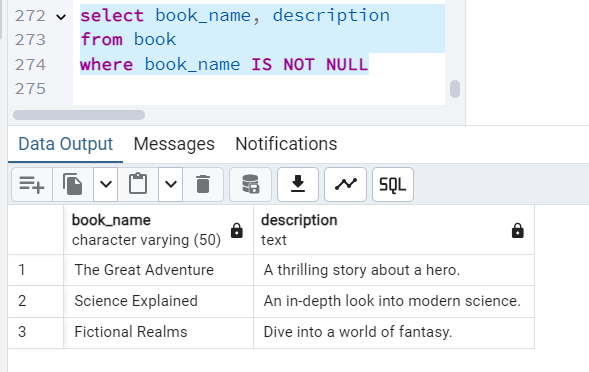 272 select book_name, description
273 from book
274 where book_name IS NOT NULL
275
Data Output Messages Notifications
SQL
book_name description
character varying (50) text
1 The Great Adventure A thrilling story about a hero.
2 Science Explained An in-depth look into modern science.
3 Fictional Realms Dive into a world of fantasy.